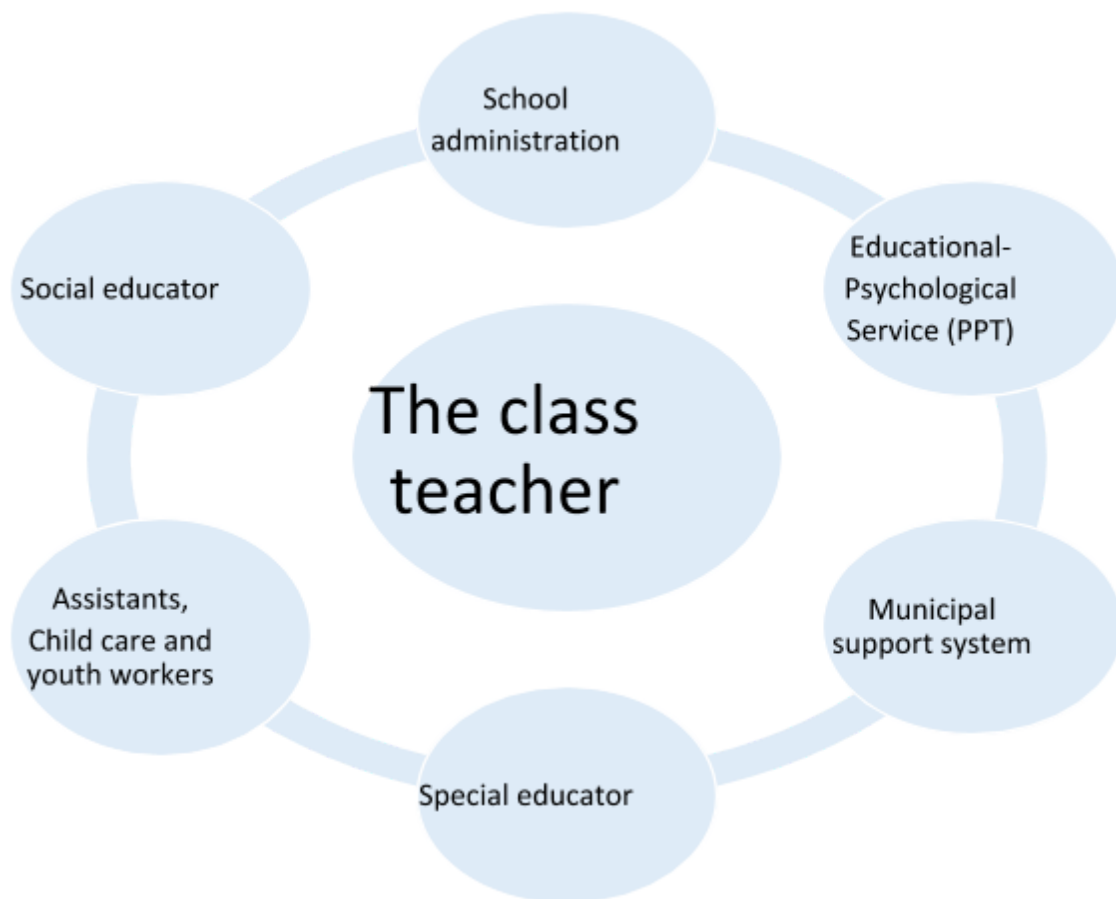 School
administration
Educational-
Psychological
Service (PPT)
Municipal
support system
Special educator
Assistants,
Child care and
youth workers
Social educator
The class
teacher